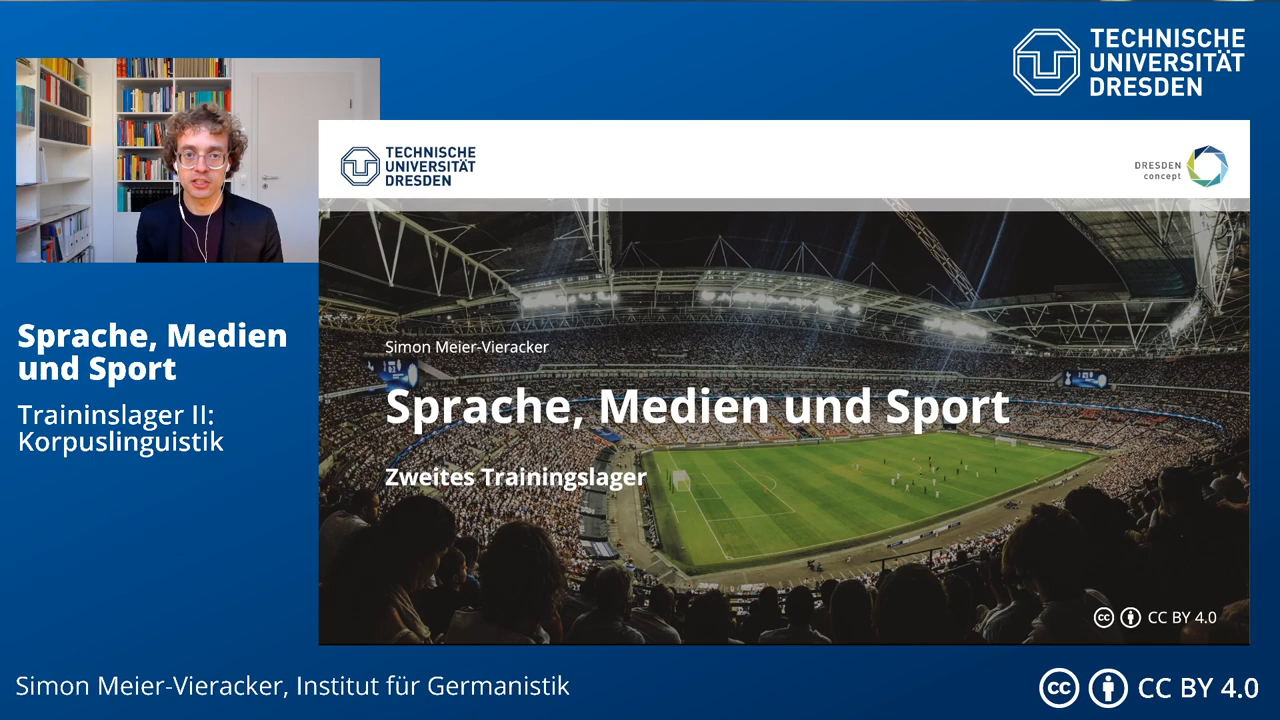 TECHNISCHE
UNIVERSITÄT
DRESDEN
TECHNISCHE
UNIVERSITÄT
DRESDEN
DRESDEN
concept
Sprache, Medien
und Sport
Traininslager II:
Korpuslinguistik
Simon Meier-Vieracker
Sprache, Medien und Sport
Zweites Trainingslager
cc CC BY 4.0
Simon Meier-Vieracker, Institut für Germanistik
cc CC BY 4.0